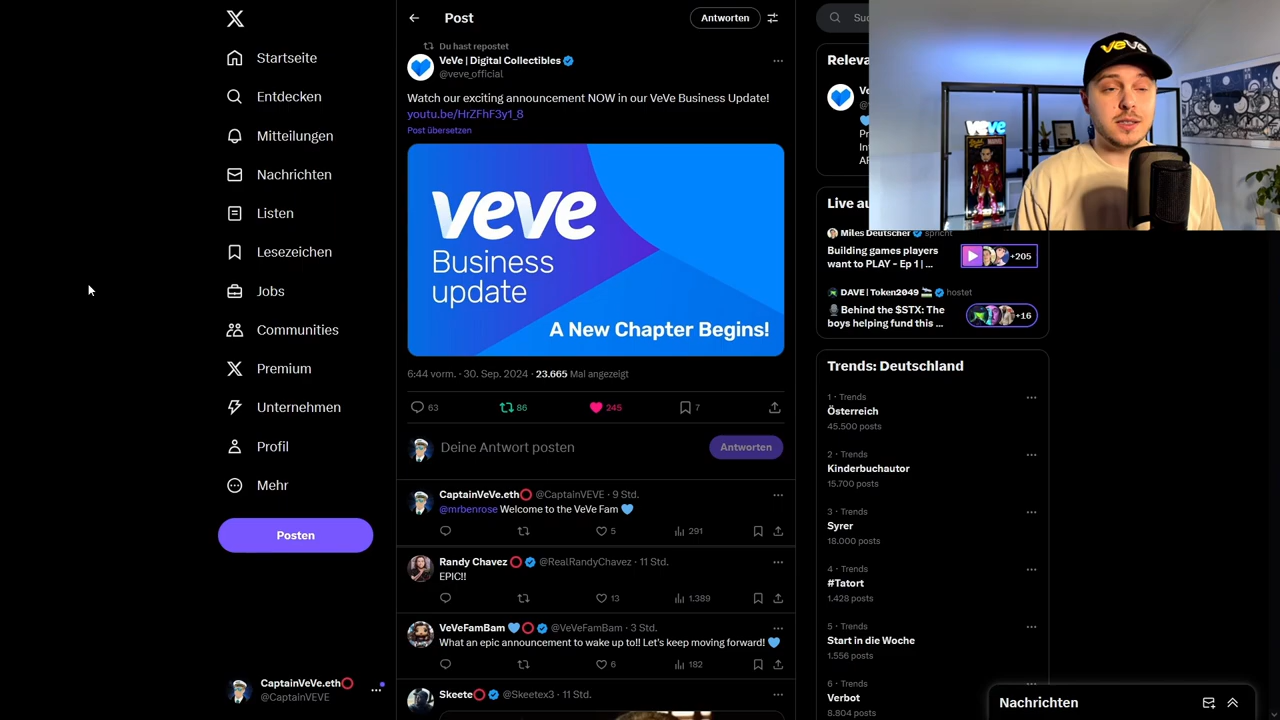 Startseite
Entdecken
Mitteilungen
Nachrichten
Listen
Lesezeichen
Jobs
Communities
Premium
Unternehmen
Profil
Mehr
Posten
CaptainVeVe.eth
@CaptainVEVE
Post
Antworten
Du hast repostet
VeVe | Digital Collectibles
@veve_official
Watch our exciting announcement NOW in our VeVe Business Update!
youtu.be/HrZFhF3y1_8
Post übersetzen
veve
Business
update
A New Chapter Begins!
6:44 vorm. · 30. Sep. 2024 · 23.665 Mal angezeigt
63 86 245 7
Deine Antwort posten
Antworten
CaptainVeVe.eth @CaptainVEVE · 9 Std.
@mrbenrose Welcome to the VeVe Fam
5 291
Randy Chavez @RealRandyChavez · 11 Std.
EPIC!!
13 1.389
VeVeFamBam @VeVeFamBam · 3 Std.
What an epic announcement to wake up to!! Let's keep moving forward!
6 182
Skeete @Skeetex3 · 11 Std.
veve
veve
Miles Deutscher spricht
Building games players
want to PLAY - Ep 1 | ...
+205
DAVE | Token2049 hostet
Behind the $STX: The
boys helping fund this ...
+16
Trends: Deutschland
1 · Trends
Österreich
45.500 posts
2 · Trends
Kinderbuchautor
15.700 posts
3 · Trends
Syrer
18.000 posts
4 · Trends
#Tatort
1.428 posts
5 · Trends
Start in die Woche
1.556 posts
6 · Trends
Verbot
8.804 posts
Nachrichten